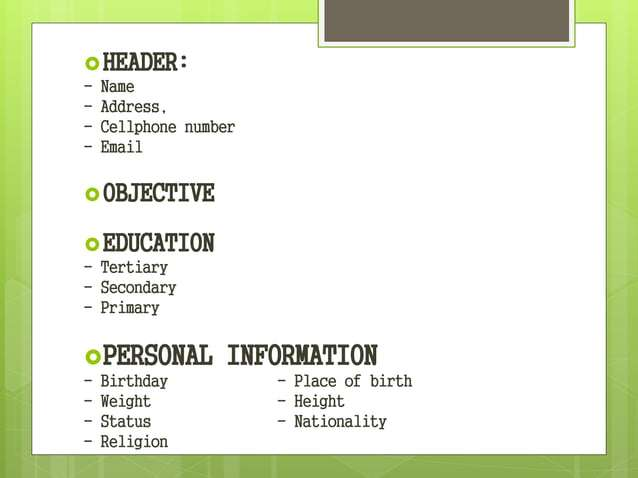 HEADER:
- Name
- Address,
- Cellphone number
- Email
OBJECTIVE
EDUCATION
- Tertiary
- Secondary
- Primary
PERSONAL INFORMATION
- Birthday - Place of birth
- Weight - Height
- Status - Nationality
- Religion